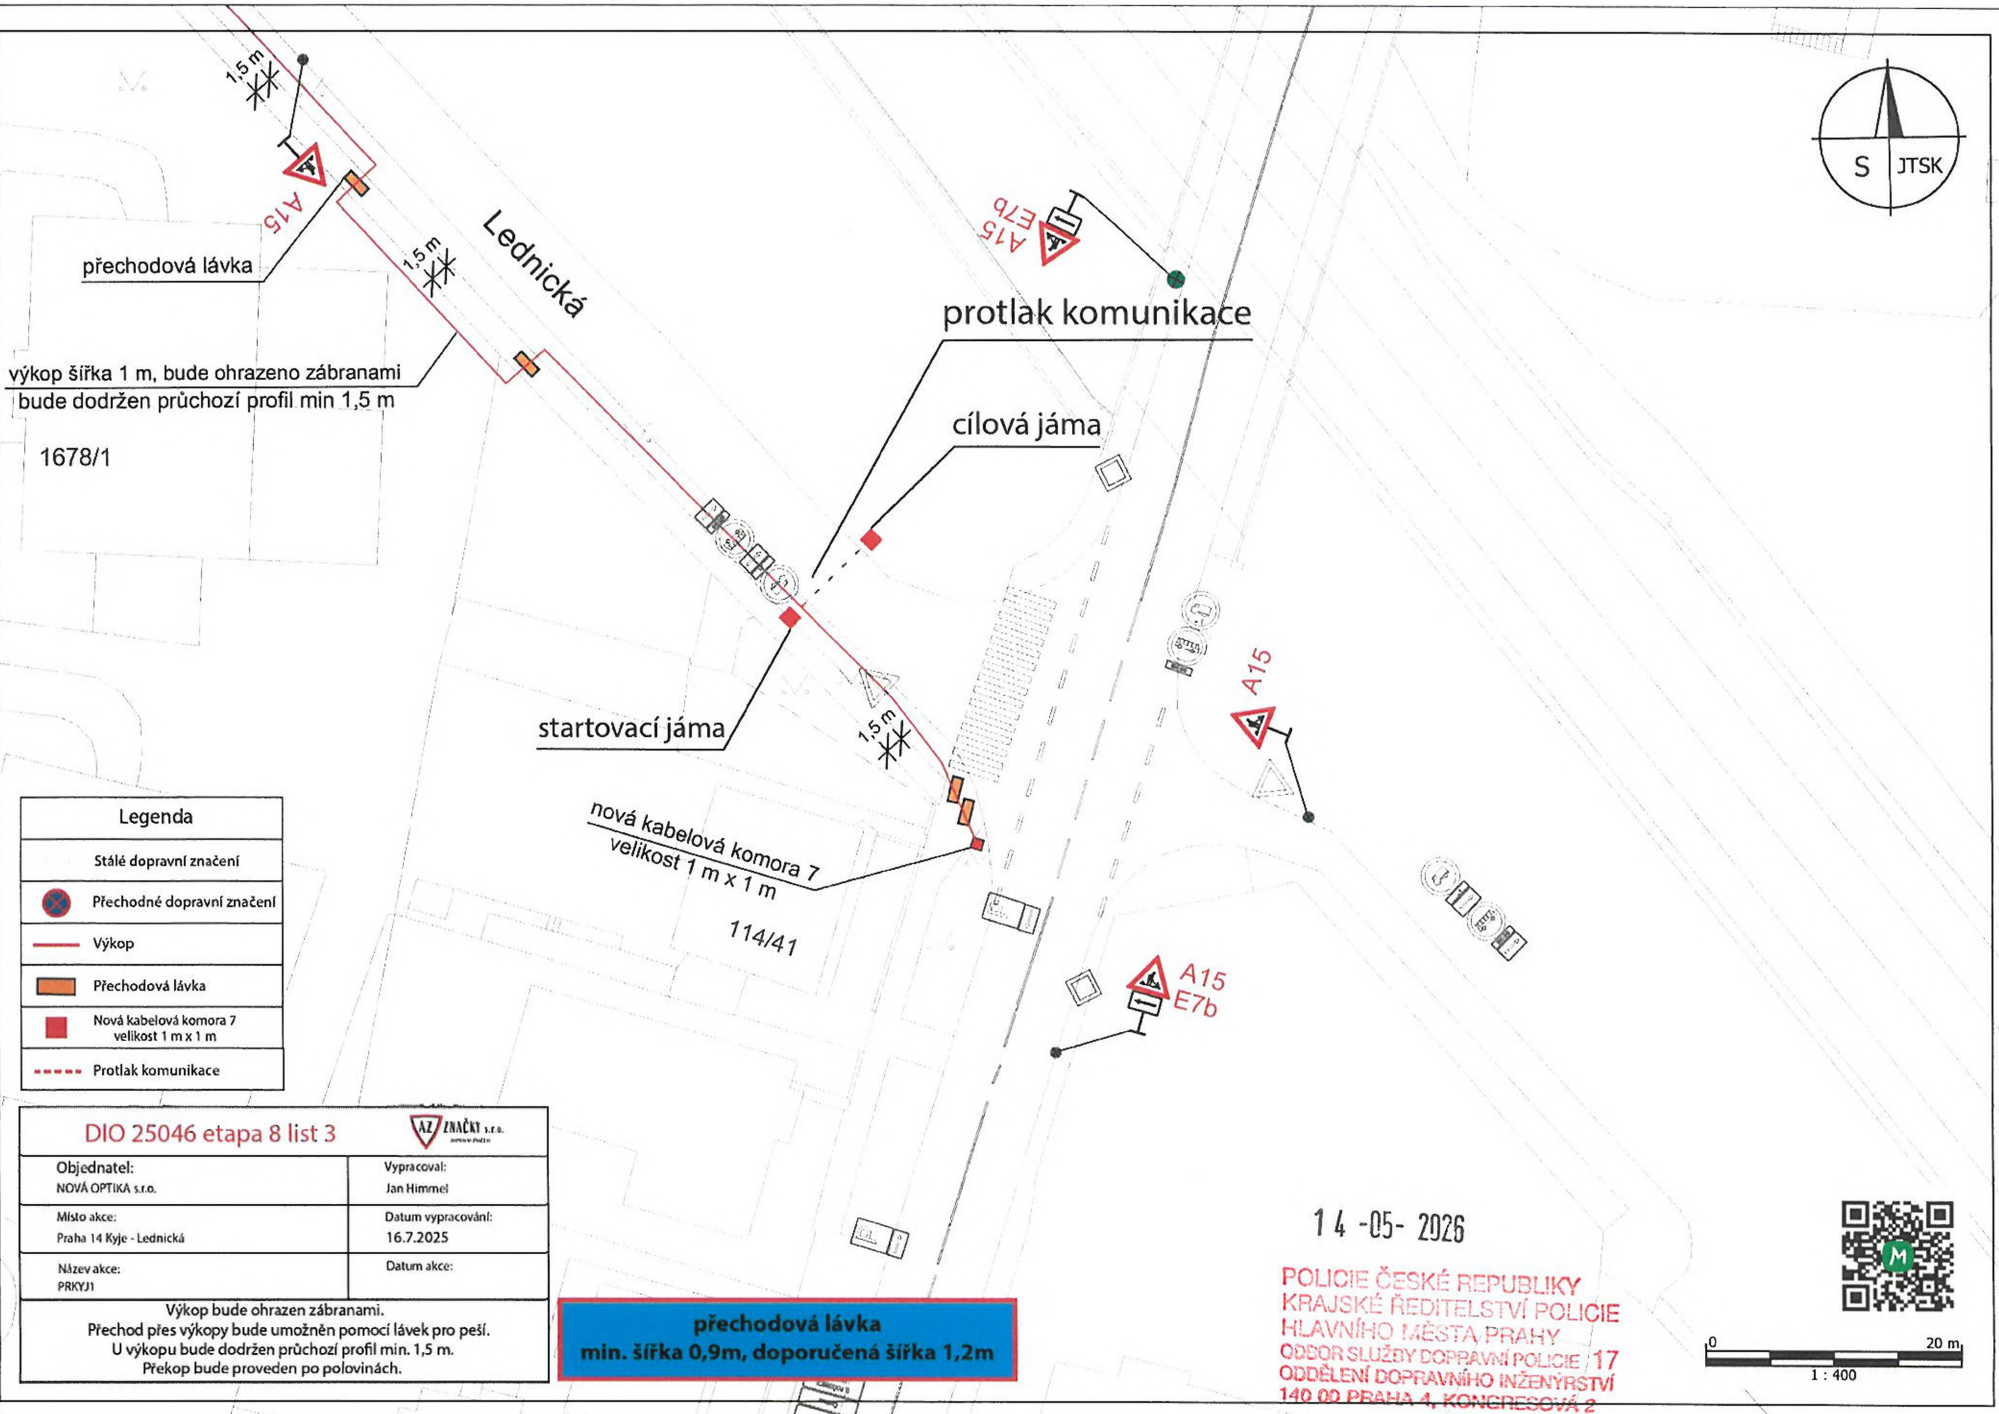 1,5 m
A15
přechodová lávka
1,5 m
Lednická
výkop šířka 1 m, bude ohrazeno zábranami
bude dodržen průchozí profil min 1,5 m
1678/1
A15
E7b
protlak komunikace
cílová jáma
S JTSK
startovací jáma
1,5 m
A15
nová kabelová komora 7
velikost 1 m x 1 m
114/41
A15
E7b
Legenda
Stálé dopravní značení
Přechodné dopravní značení
Výkop
Přechodová lávka
Nová kabelová komora 7
velikost 1 m x 1 m
Protlak komunikace
DIO 25046 etapa 8 list 3
AZ ZNAČKY s.r.o.
Objednatel:
NOVÁ OPTIKA s.r.o.
Vypracoval:
Jan Himmel
Místo akce:
Praha 14 Kyje - Lednická
Datum vypracování:
16.7.2025
Název akce:
PRKYJ1
Datum akce:
Výkop bude ohrazen zábranami.
Přechod přes výkopy bude umožněn pomocí lávek pro peší.
U výkopu bude dodržen průchozí profil min. 1,5 m.
Překop bude proveden po polovinách.
přechodová lávka
min. šířka 0,9m, doporučená šířka 1,2m
14 -05- 2026
POLICIE ČESKÉ REPUBLIKY
KRAJSKÉ ŘEDITELSTVÍ POLICIE
HLAVNÍHO MĚSTA PRAHY
ODBOR SLUŽBY DOPRAVNÍ POLICIE 17
ODDĚLENÍ DOPRAVNÍHO INŽENÝRSTVÍ
140 00 PRAHA 4, KONGRESOVÁ 2
M
0 20 m
1 : 400